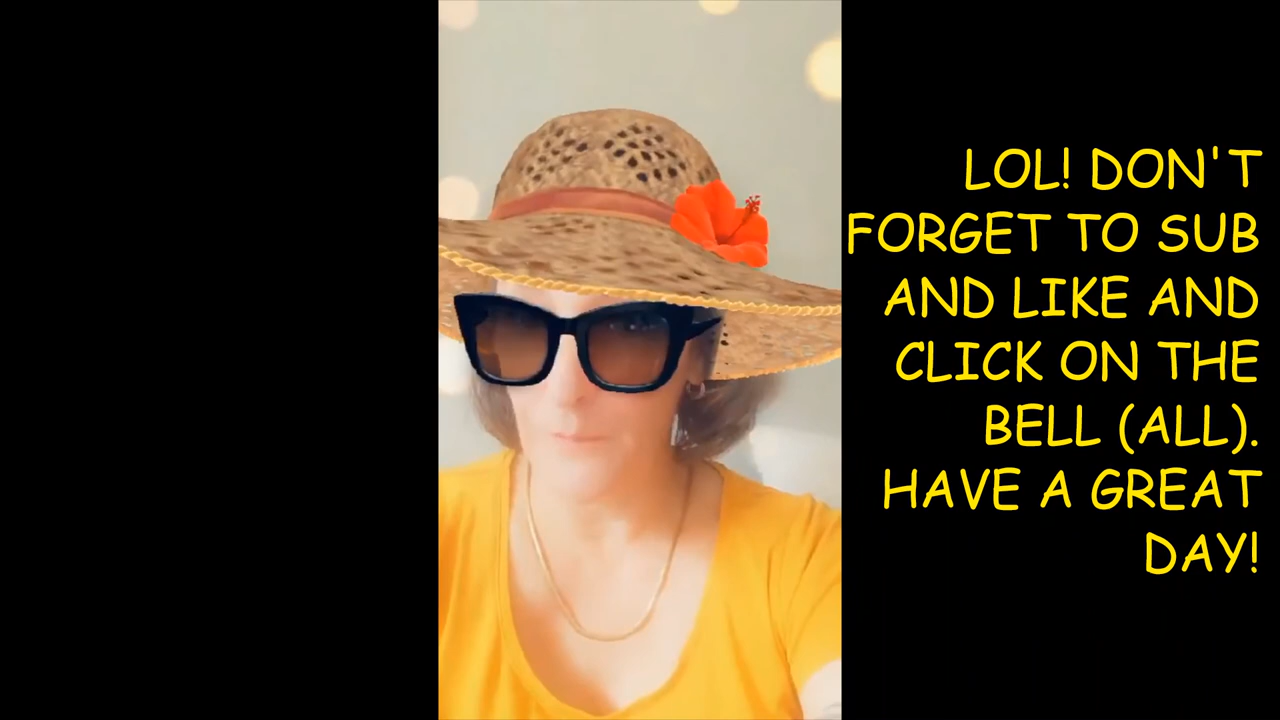 LOL! DON'T
FORGET TO SUB
AND LIKE AND
CLICK ON THE
BELL (ALL).
HAVE A GREAT
DAY!